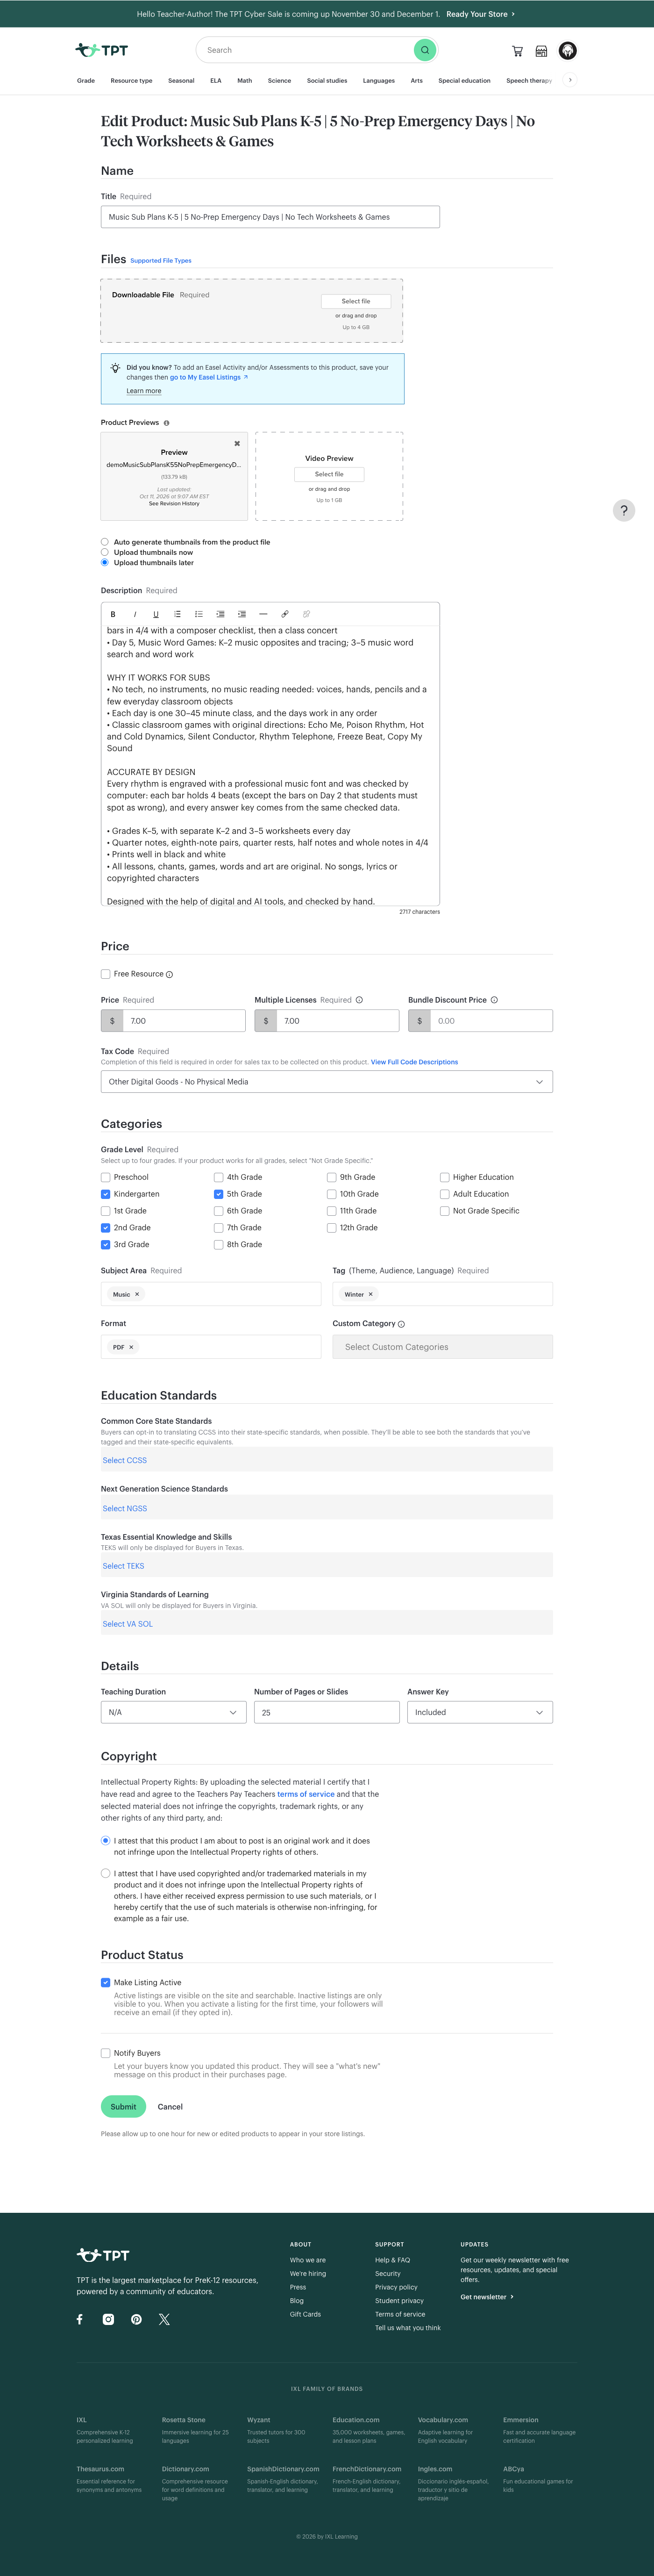 Hello Teacher-Author! The TPT Cyber Sale is coming up November 30 and December 1. Ready Your Store
TPT
Search
Grade Resource type Seasonal ELA Math Science Social studies Languages Arts Special education Speech therapy
Edit Product: Music Sub Plans K-5 | 5 No-Prep Emergency Days | No
Tech Worksheets & Games
Name
Title Required
Music Sub Plans K-5 | 5 No-Prep Emergency Days | No Tech Worksheets & Games
Files Supported File Types
Downloadable File Required
Select file
or drag and drop
Up to 4 GB
Did you know? To add an Easel Activity and/or Assessments to this product, save your
changes then go to My Easel Listings
Learn more
Product Previews
Preview
demoMusicSubPlansK55NoPrepEmergencyD...
(133.79 kB)
Last updated:
Oct 11, 2026 at 9:07 AM EST
See Revision History
Video Preview
Select file
or drag and drop
Up to 1 GB
?
Auto generate thumbnails from the product file
Upload thumbnails now
Upload thumbnails later
Description Required
B I U
bars in 4/4 with a composer checklist, then a class concert
• Day 5, Music Word Games: K–2 music opposites and tracing; 3–5 music word
search and word work
WHY IT WORKS FOR SUBS
• No tech, no instruments, no music reading needed: voices, hands, pencils and a
few everyday classroom objects
• Each day is one 30–45 minute class, and the days work in any order
• Classic classroom games with original directions: Echo Me, Poison Rhythm, Hot
and Cold Dynamics, Silent Conductor, Rhythm Telephone, Freeze Beat, Copy My
Sound
ACCURATE BY DESIGN
Every rhythm is engraved with a professional music font and was checked by
computer: each bar holds 4 beats (except the bars on Day 2 that students must
spot as wrong), and every answer key comes from the same checked data.
• Grades K–5, with separate K–2 and 3–5 worksheets every day
• Quarter notes, eighth-note pairs, quarter rests, half notes and whole notes in 4/4
• Prints well in black and white
• All lessons, chants, games, words and art are original. No songs, lyrics or
copyrighted characters
Designed with the help of digital and AI tools, and checked by hand.
2717 characters
Price
Free Resource
Price Required
Multiple Licenses Required
Bundle Discount Price
$ 7.00
$ 7.00
$ 0.00
Tax Code Required
Completion of this field is required in order for sales tax to be collected on this product. View Full Code Descriptions
Other Digital Goods - No Physical Media
Categories
Grade Level Required
Select up to four grades. If your product works for all grades, select "Not Grade Specific."
Preschool 4th Grade 9th Grade Higher Education
Kindergarten 5th Grade 10th Grade Adult Education
1st Grade 6th Grade 11th Grade Not Grade Specific
2nd Grade 7th Grade 12th Grade
3rd Grade 8th Grade
Subject Area Required
Tag (Theme, Audience, Language) Required
Music
Winter
Format
Custom Category
PDF
Select Custom Categories
Education Standards
Common Core State Standards
Buyers can opt-in to translating CCSS into their state-specific standards, when possible. They'll be able to see both the standards that you've
tagged and their state-specific equivalents.
Select CCSS
Next Generation Science Standards
Select NGSS
Texas Essential Knowledge and Skills
TEKS will only be displayed for Buyers in Texas.
Select TEKS
Virginia Standards of Learning
VA SOL will only be displayed for Buyers in Virginia.
Select VA SOL
Details
Teaching Duration
Number of Pages or Slides
Answer Key
N/A
25
Included
Copyright
Intellectual Property Rights: By uploading the selected material I certify that I
have read and agree to the Teachers Pay Teachers terms of service and that the
selected material does not infringe the copyrights, trademark rights, or any
other rights of any third party, and:
I attest that this product I am about to post is an original work and it does
not infringe upon the Intellectual Property rights of others.
I attest that I have used copyrighted and/or trademarked materials in my
product and it does not infringe upon the Intellectual Property rights of
others. I have either received express permission to use such materials, or I
hereby certify that the use of such materials is otherwise non-infringing, for
example as a fair use.
Product Status
Make Listing Active
Active listings are visible on the site and searchable. Inactive listings are only
visible to you. When you activate a listing for the first time, your followers will
receive an email (if they opted in).
Notify Buyers
Let your buyers know you updated this product. They will see a "what's new"
message on this product in their purchases page.
Submit
Cancel
Please allow up to one hour for new or edited products to appear in your store listings.
TPT
TPT is the largest marketplace for PreK-12 resources,
powered by a community of educators.
ABOUT
Who we are
We're hiring
Press
Blog
Gift Cards
SUPPORT
Help & FAQ
Security
Privacy policy
Student privacy
Terms of service
Tell us what you think
UPDATES
Get our weekly newsletter with free
resources, updates, and special
offers.
Get newsletter
IXL FAMILY OF BRANDS
IXL
Comprehensive K-12
personalized learning
Rosetta Stone
Immersive learning for 25
languages
Wyzant
Trusted tutors for 300
subjects
Education.com
35,000 worksheets, games,
and lesson plans
Vocabulary.com
Adaptive learning for
English vocabulary
Emmersion
Fast and accurate language
certification
Thesaurus.com
Essential reference for
synonyms and antonyms
Dictionary.com
Comprehensive resource
for word definitions and
usage
SpanishDictionary.com
Spanish-English dictionary,
translator, and learning
FrenchDictionary.com
French-English dictionary,
translator, and learning
Ingles.com
Diccionario inglés-español,
traductor y sitio de
aprendizaje
ABCya
Fun educational games for
kids
© 2026 by IXL Learning